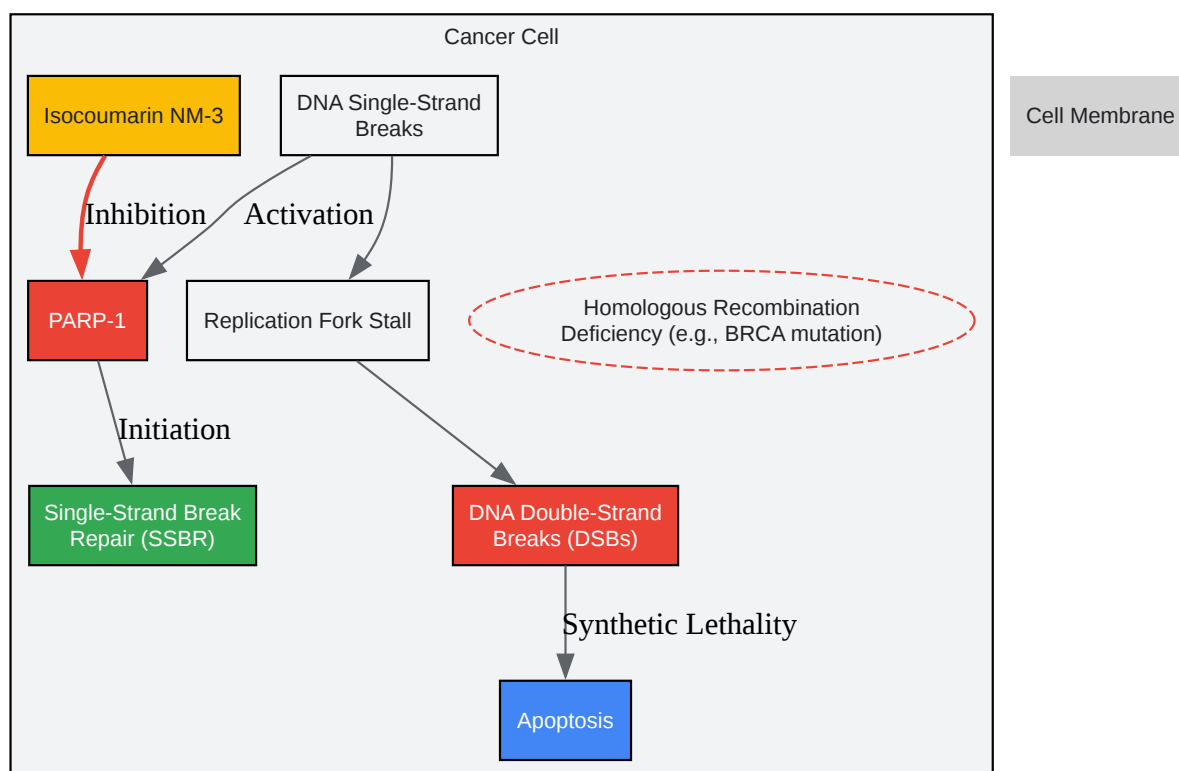 Cancer Cell
Isocoumarin NM-3
DNA Single-Strand
Breaks
Cell Membrane
Inhibition
Activation
PARP-1
Replication Fork Stall
Homologous Recombination
Deficiency (e.g., BRCA mutation)
Initiation
Single-Strand Break
Repair (SSBR)
DNA Double-Strand
Breaks (DSBs)
Synthetic Lethality
Apoptosis